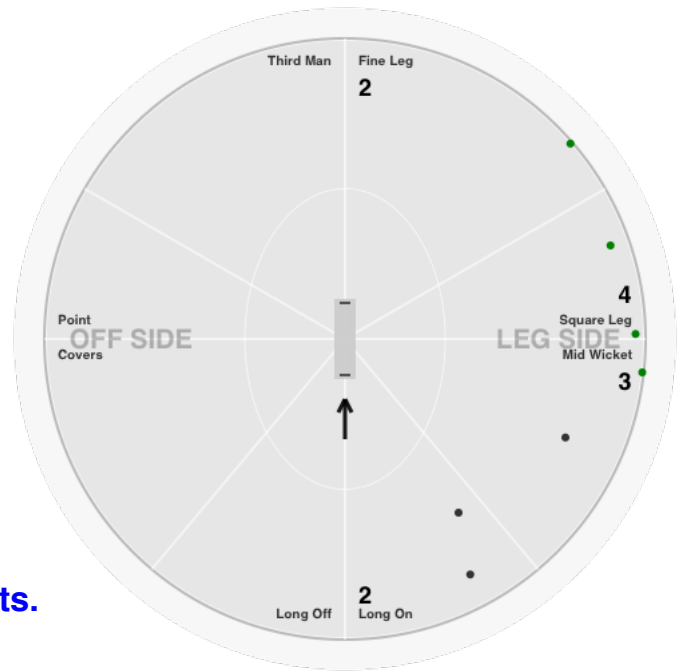 Third Man Fine Leg
2
4
Point Square Leg
OFF SIDE LEG SIDE
Covers Mid Wicket
3
ts.
2
Long Off Long On